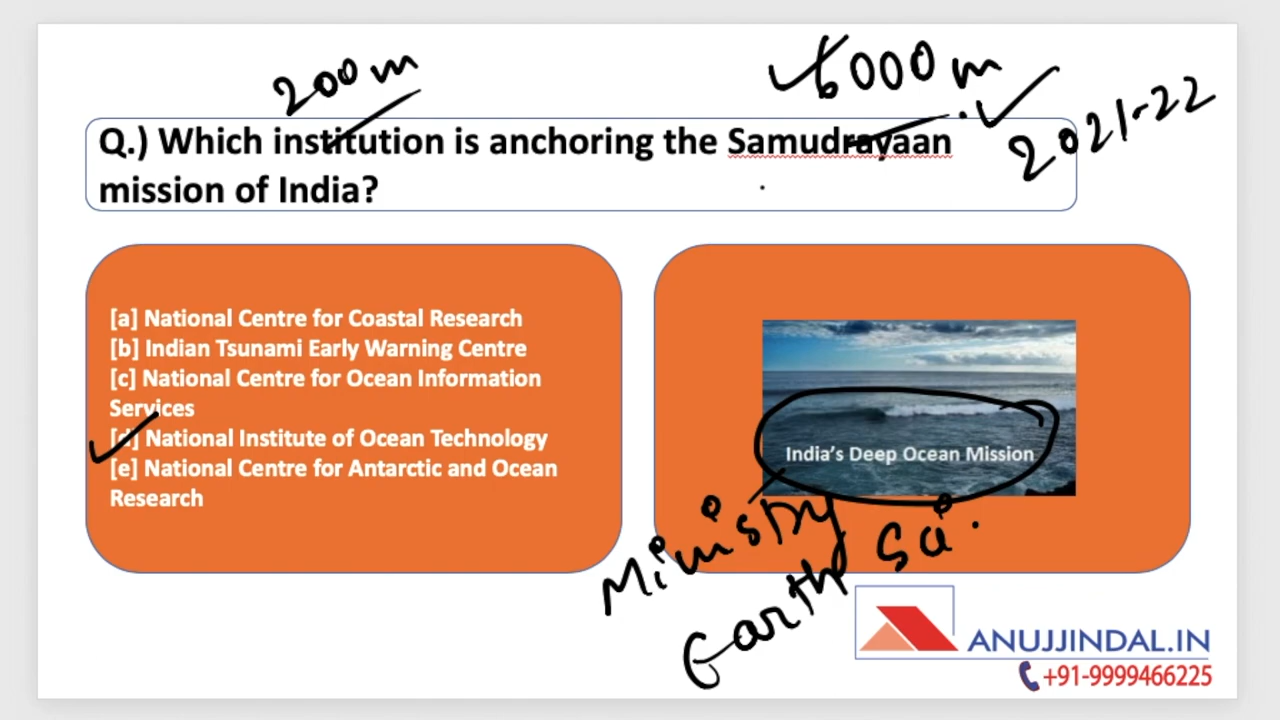 200m
6000 m
2021-22
Q.) Which institution is anchoring the Samudrayaan
mission of India?
[a] National Centre for Coastal Research
[b] Indian Tsunami Early Warning Centre
[c] National Centre for Ocean Information
Services
[d] National Institute of Ocean Technology
[e] National Centre for Antarctic and Ocean
Research
India's Deep Ocean Mission
Ministry
Earth Sci.
ANUJJINDAL.IN
+91-9999466225